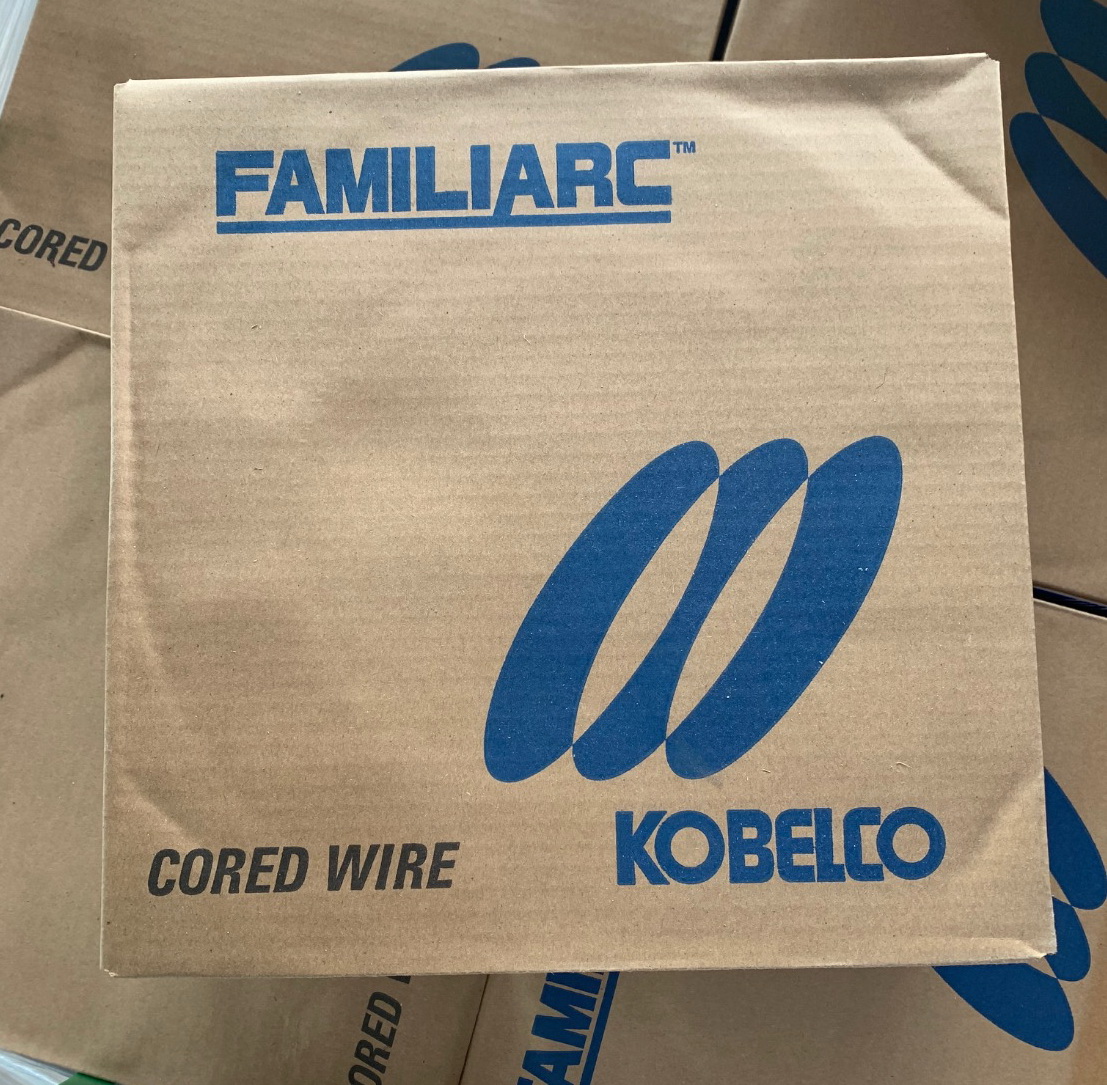 FAMILIARC™
CORED
CORED WIRE
KOBELCO